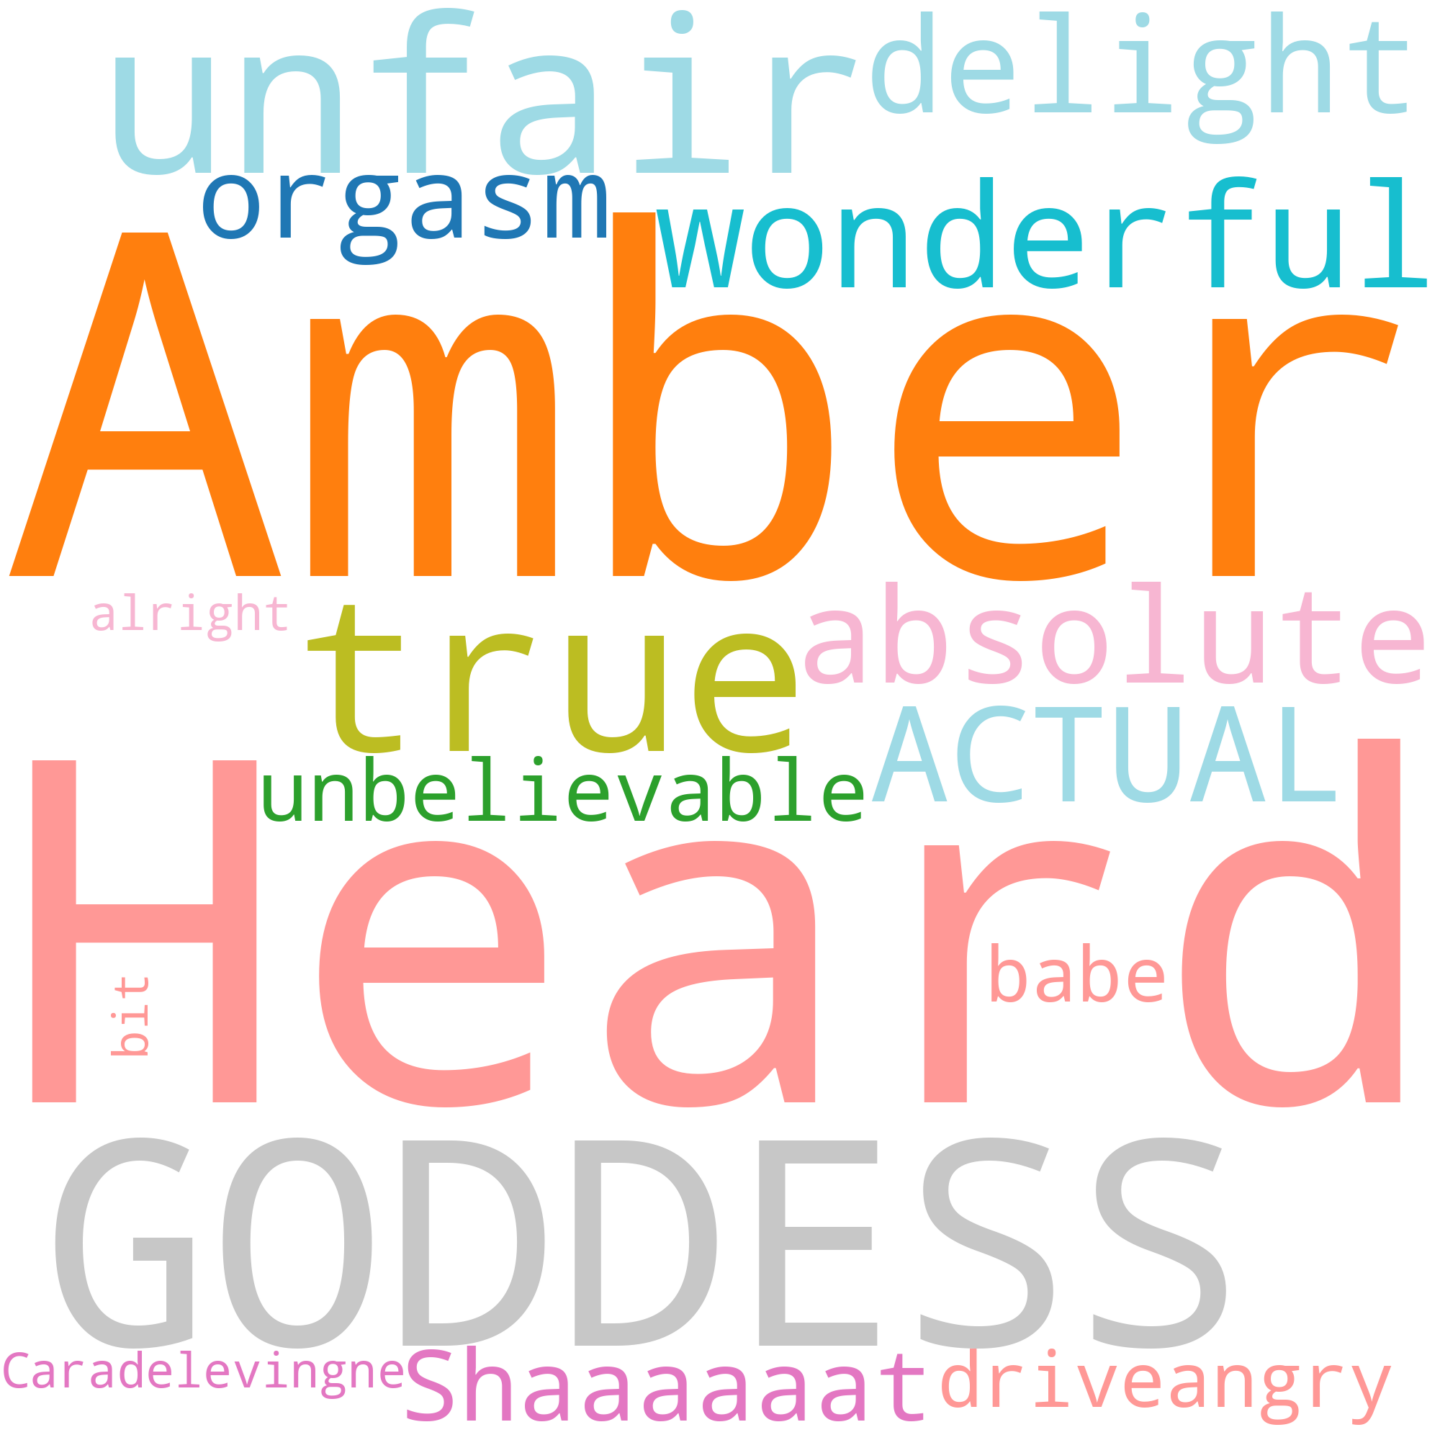 unfair delight
orgasm wonderful
Amber
alright true absolute
unbelievable ACTUAL
Heard
bit babe
GODDESS
Caradelevingne Shaaaaaat driveangry